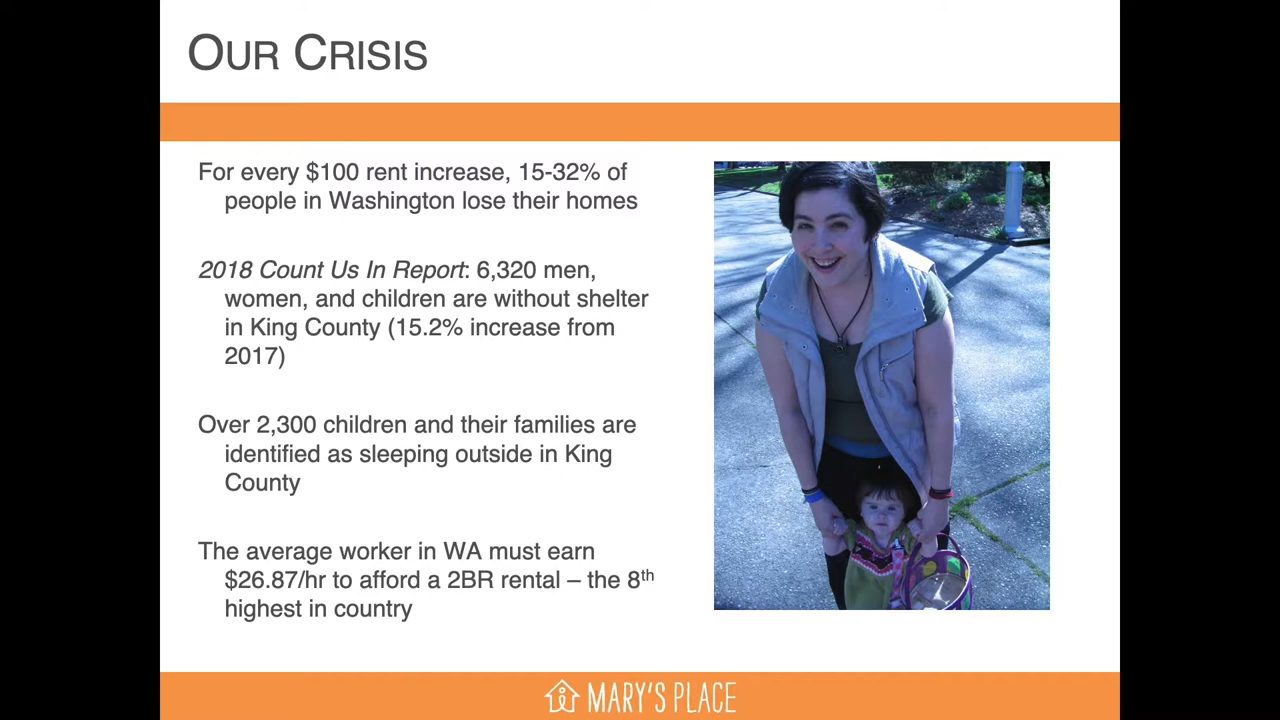 OUR CRISIS
For every $100 rent increase, 15-32% of
people in Washington lose their homes
2018 Count Us In Report: 6,320 men,
women, and children are without shelter
in King County (15.2% increase from
2017)
Over 2,300 children and their families are
identified as sleeping outside in King
County
The average worker in WA must earn
$26.87/hr to afford a 2BR rental – the 8th
highest in country
MARY'S PLACE